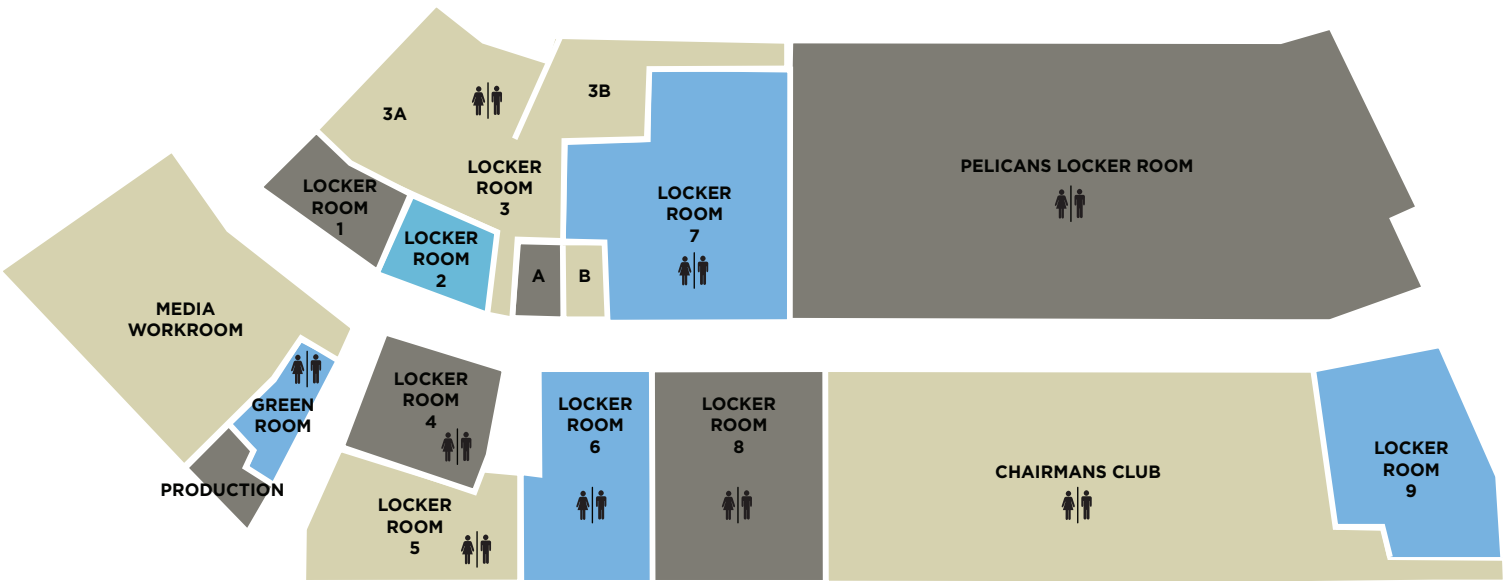 3A
3B
LOCKER
ROOM
3
LOCKER
ROOM
1
LOCKER
ROOM
2
A
B
LOCKER
ROOM
7
PELICANS LOCKER ROOM
MEDIA
WORKROOM
GREEN
ROOM
PRODUCTION
LOCKER
ROOM
4
LOCKER
ROOM
5
LOCKER
ROOM
6
LOCKER
ROOM
8
CHAIRMANS CLUB
LOCKER
ROOM
9